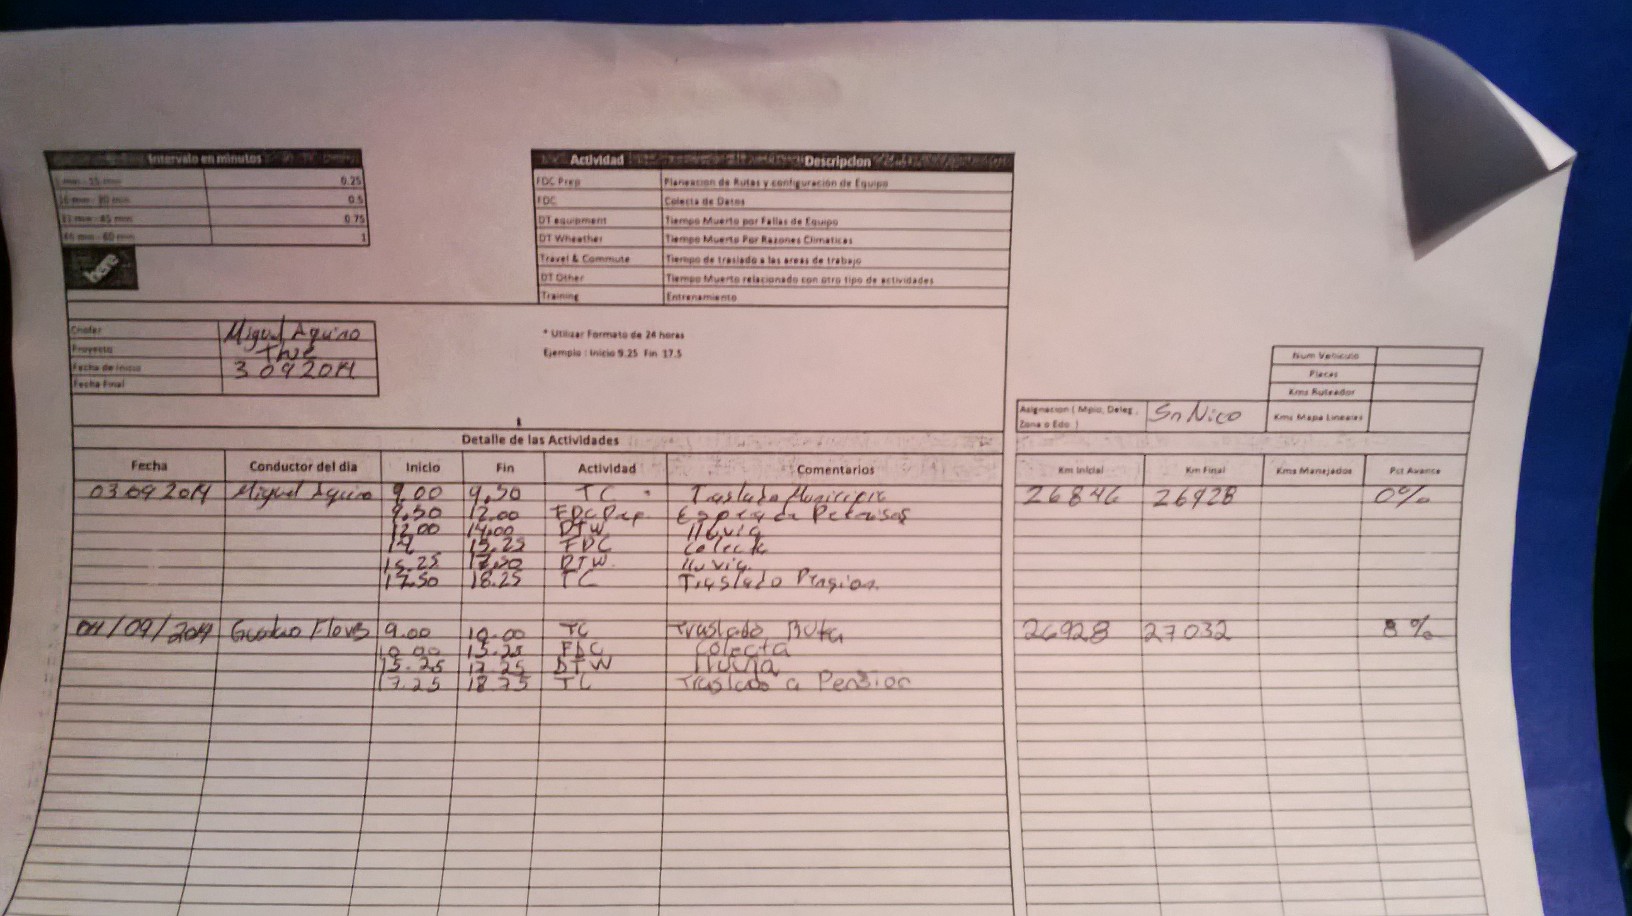 Intervalo en minutos
min - 15 min 0.25
16 min - 30 min 0.5
31 min - 45 min 0.75
46 min - 60 min 1
here
Actividad Descripcion
FDC Prep Planeacion de Rutas y configuración de Equipo
FDC Colecta de Datos
DT equipment Tiempo Muerto por Fallas de Equipo
DT Wheather Tiempo Muerto Por Razones Climaticas
Travel & Commute Tiempo de traslado a las areas de trabajo
DT Other Tiempo Muerto relacionado con otro tipo de actividades
Training Entrenamiento
Chofer Miguel Aquino
Proyecto
Fecha de Inicio 3 09 2014
Fecha Final
* Utilizar Formato de 24 horas
Ejemplo : Inicio 9.25 Fin 17.5
Num Vehiculo
Placas
Kms Ruteador
Asignacion ( Mpio, Deleg, Zona o Edo ) Sn Nico Kms Mapa Lineales
Detalle de las Actividades
Fecha Conductor del dia Inicio Fin Actividad Comentarios Km Inicial Km Final Kms Manejados Pct Avance
03 09 2014 Miguel Aquino 9.00 9.50 TC Traslado Municipio 26846 26928 0%
9.50 12.00 FDC Prep. Espera de Permisos
12.00 14.00 DTW lluvia
14 15.25 FDC Colecta
15.25 17.50 DTW. lluvia.
17.50 18.25 TC Traslado Pension.
04/09/2014 Gustavo Flores 9.00 10.00 TC Traslado Ruta 26928 27032 8%
10.00 15.25 FDC Colecta
15.25 17.25 DTW lluvia
17.25 18.25 TC Traslado a Pension